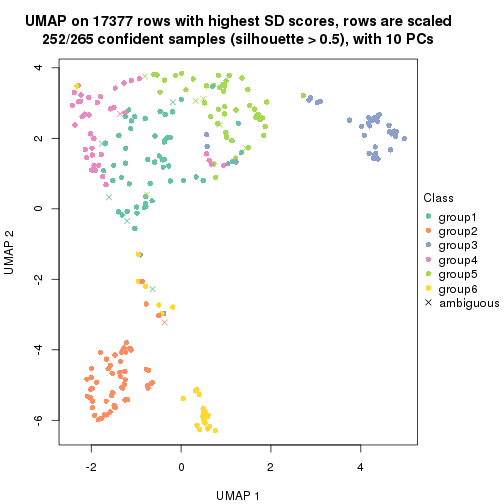 UMAP on 17377 rows with highest SD scores, rows are scaled
252/265 confident samples (silhouette > 0.5), with 10 PCs
4
2
0
-2
-4
-6
UMAP 2
-2
0
2
4
UMAP 1
Class
group1
group2
group3
group4
group5
group6
ambiguous